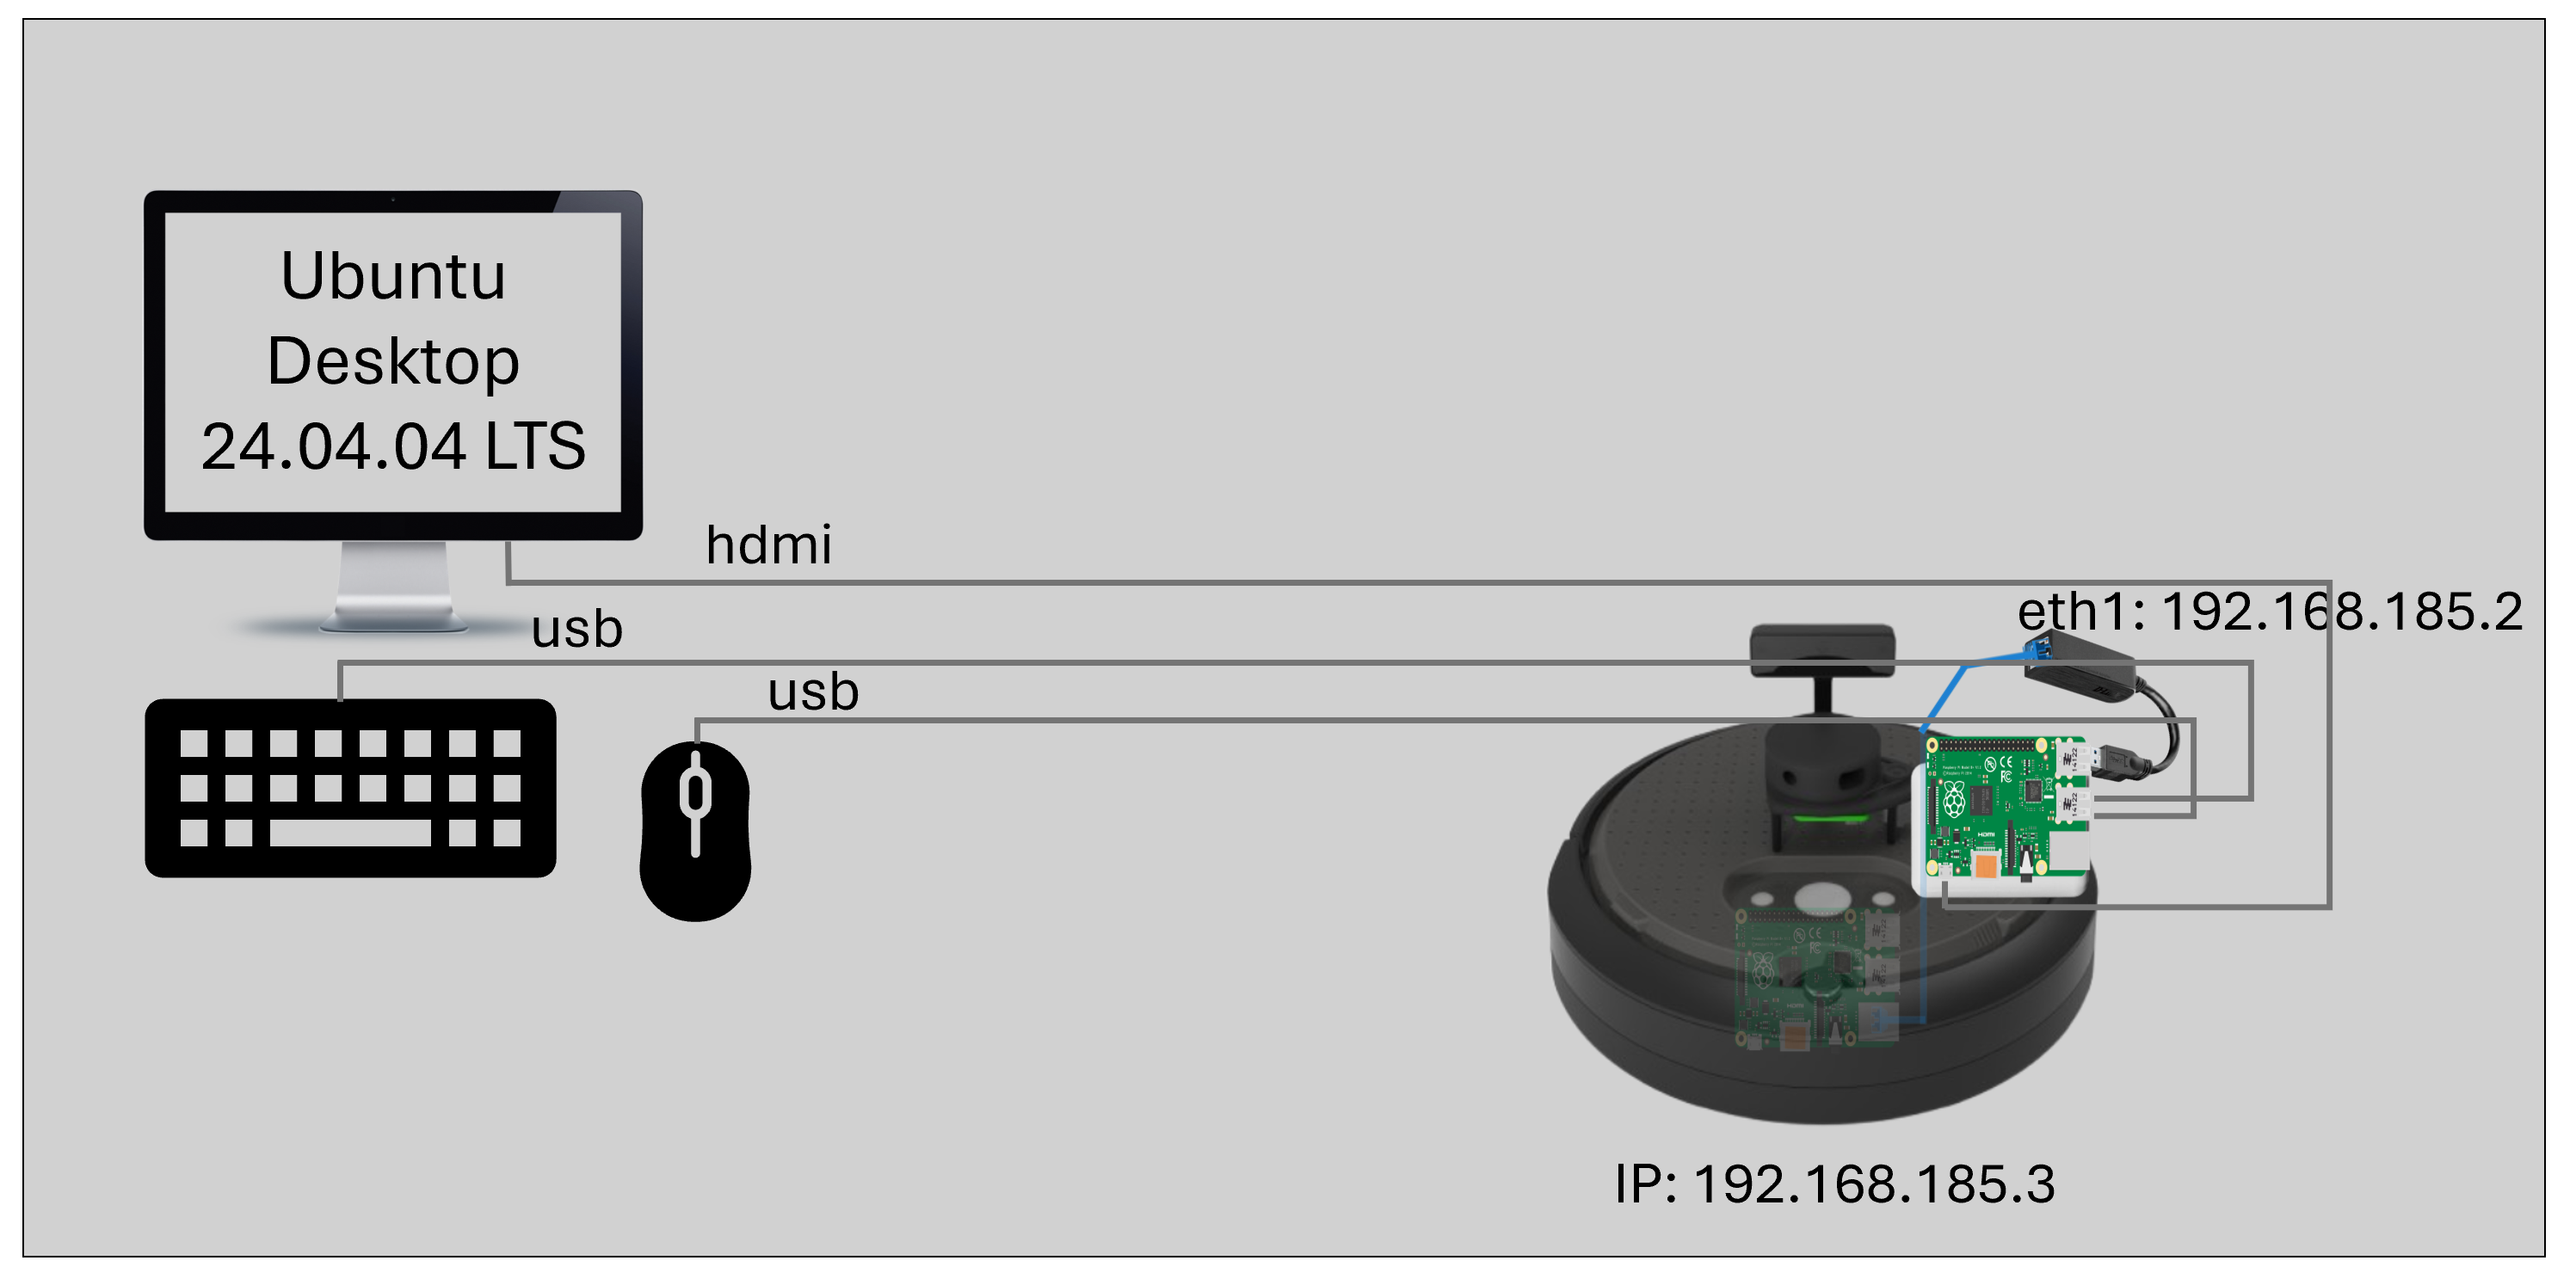 Ubuntu
Desktop
24.04.04 LTS
hdmi
eth1: 192.168.185.2
usb
usb
HDMI
IP: 192.168.185.3